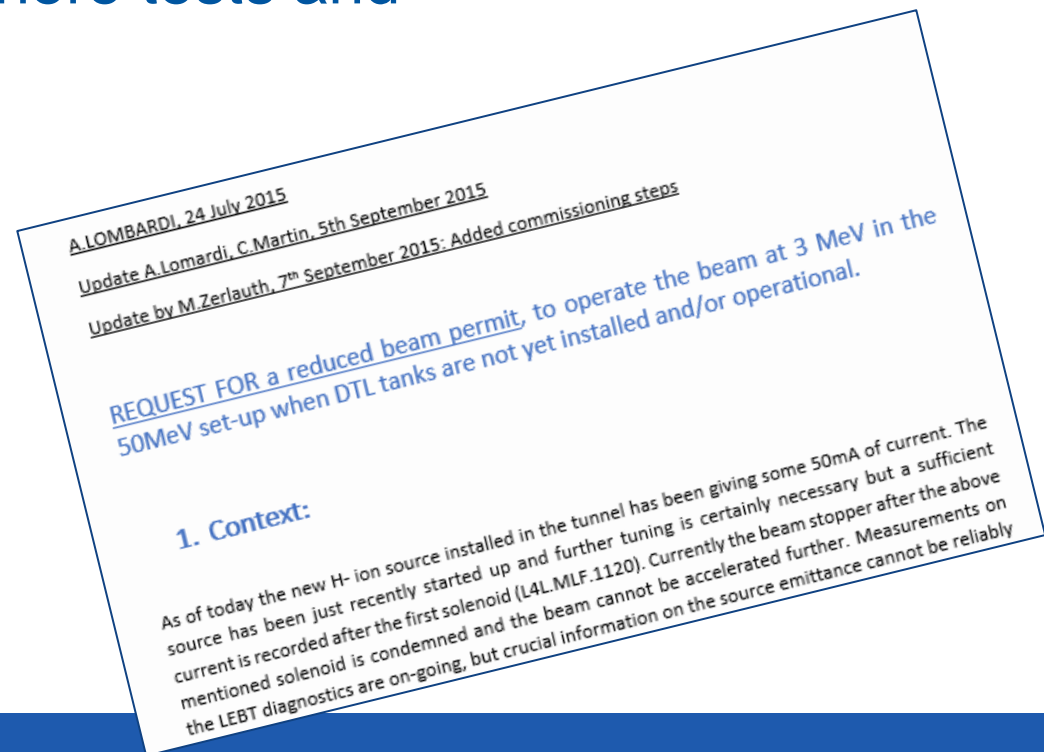 more tests and
A.LOMBARDI, 24 July 2015
Update A.Lomardi, C.Martin, 5th September 2015
Update by M.Zerlauth, 7th September 2015: Added commissioning steps
REQUEST FOR a reduced beam permit, to operate the beam at 3 MeV in the
50MeV set-up when DTL tanks are not yet installed and/or operational.
1. Context:
As of today the new H- ion source installed in the tunnel has been giving some 50mA of current. The
source has been just recently started up and further tuning is certainly necessary but a sufficient
current is recorded after the first solenoid (L4L.MLF.1120). Currently the beam stopper after the above
mentioned solenoid is condemned and the beam cannot be accelerated further. Measurements on
the LEBT diagnostics are on-going, but crucial information on the source emittance cannot be reliably